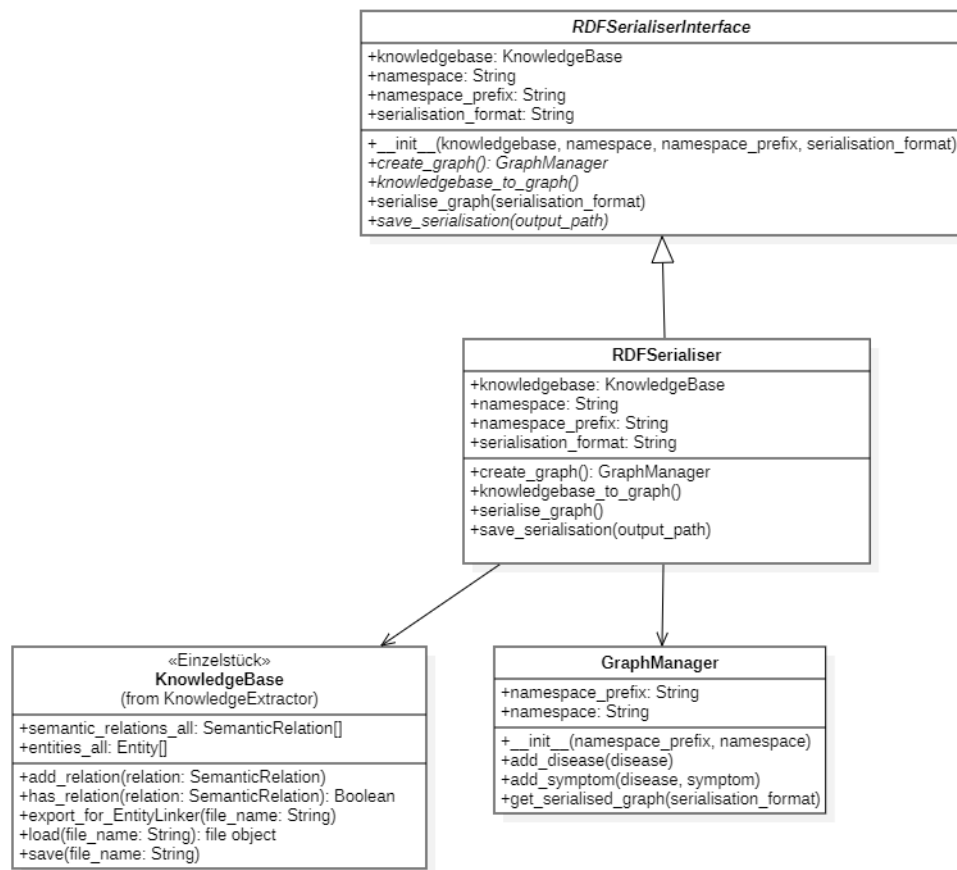 RDFSerialiserInterface
+knowledgebase: KnowledgeBase
+namespace: String
+namespace_prefix: String
+serialisation_format: String
+__init__(knowledgebase, namespace, namespace_prefix, serialisation_format)
+create_graph(): GraphManager
+knowledgebase_to_graph()
+serialise_graph(serialisation_format)
+save_serialisation(output_path)
RDFSerialiser
+knowledgebase: KnowledgeBase
+namespace: String
+namespace_prefix: String
+serialisation_format: String
+create_graph(): GraphManager
+knowledgebase_to_graph()
+serialise_graph()
+save_serialisation(output_path)
«Einzelstück»
KnowledgeBase
(from KnowledgeExtractor)
+semantic_relations_all: SemanticRelation[]
+entities_all: Entity[]
+add_relation(relation: SemanticRelation)
+has_relation(relation: SemanticRelation): Boolean
+export_for_EntityLinker(file_name: String)
+load(file_name: String): file object
+save(file_name: String)
GraphManager
+namespace_prefix: String
+namespace: String
+__init__(namespace_prefix, namespace)
+add_disease(disease)
+add_symptom(disease, symptom)
+get_serialised_graph(serialisation_format)